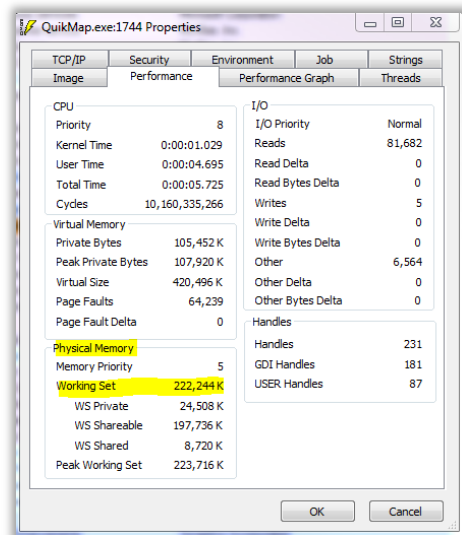 QuikMap.exe:1744 Properties
TCP/IP Security Environment Job Strings
Image Performance Performance Graph Threads
CPU
Priority 8
Kernel Time 0:00:01.029
User Time 0:00:04.695
Total Time 0:00:05.725
Cycles 10,160,335,266
Virtual Memory
Private Bytes 105,452 K
Peak Private Bytes 107,920 K
Virtual Size 420,496 K
Page Faults 64,239
Page Fault Delta 0
Physical Memory
Memory Priority 5
Working Set 222,244 K
WS Private 24,508 K
WS Shareable 197,736 K
WS Shared 8,720 K
Peak Working Set 223,716 K
I/O
I/O Priority Normal
Reads 81,682
Read Delta 0
Read Bytes Delta 0
Writes 5
Write Delta 0
Write Bytes Delta 0
Other 6,564
Other Delta 0
Other Bytes Delta 0
Handles
Handles 231
GDI Handles 181
USER Handles 87
OK Cancel